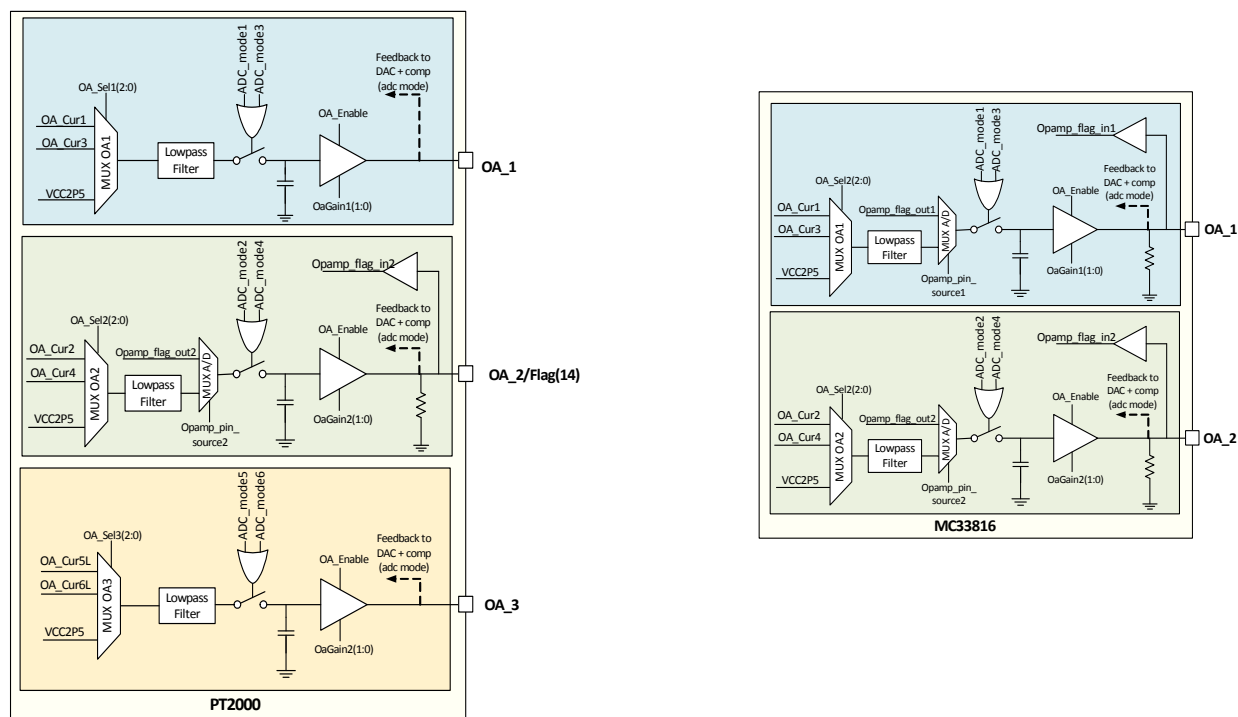 OA_Sel1(2:0)
OA_Cur1
OA_Cur3
VCC2P5
MUX OA1
Lowpass
Filter
ADC_mode1
ADC_mode3
OA_Enable
OaGain1(1:0)
Feedback to
DAC + comp
(adc mode)
OA_1
OA_Sel2(2:0)
OA_Cur2
OA_Cur4
VCC2P5
MUX OA2
Opamp_flag_out2
Lowpass
Filter
MUX A/D
Opamp_pin_
source2
ADC_mode2
ADC_mode4
Opamp_flag_in2
OA_Enable
OaGain2(1:0)
Feedback to
DAC + comp
(adc mode)
OA_2/Flag(14)
OA_Sel3(2:0)
OA_Cur5L
OA_Cur6L
VCC2P5
MUX OA3
Lowpass
Filter
ADC_mode5
ADC_mode6
OA_Enable
OaGain2(1:0)
Feedback to
DAC + comp
(adc mode)
OA_3
PT2000
OA_Sel2(2:0)
OA_Cur1
OA_Cur3
VCC2P5
MUX OA1
Opamp_flag_out1
Lowpass
Filter
MUX A/D
Opamp_pin_
source1
ADC_mode1
ADC_mode3
Opamp_flag_in1
OA_Enable
OaGain1(1:0)
Feedback to
DAC + comp
(adc mode)
OA_1
OA_Sel2(2:0)
OA_Cur2
OA_Cur4
VCC2P5
MUX OA2
Opamp_flag_out2
Lowpass
Filter
MUX A/D
Opamp_pin_
source2
ADC_mode2
ADC_mode4
Opamp_flag_in2
OA_Enable
OaGain2(1:0)
Feedback to
DAC + comp
(adc mode)
OA_2
MC33816